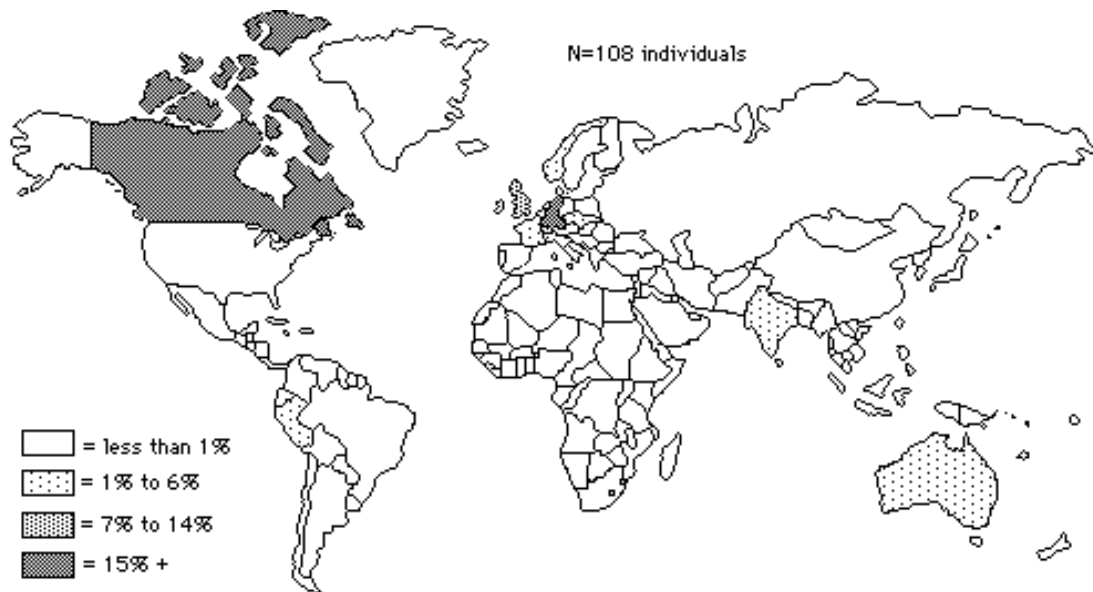 N=108 individuals
= less than 1%
= 1% to 6%
= 7% to 14%
= 15% +